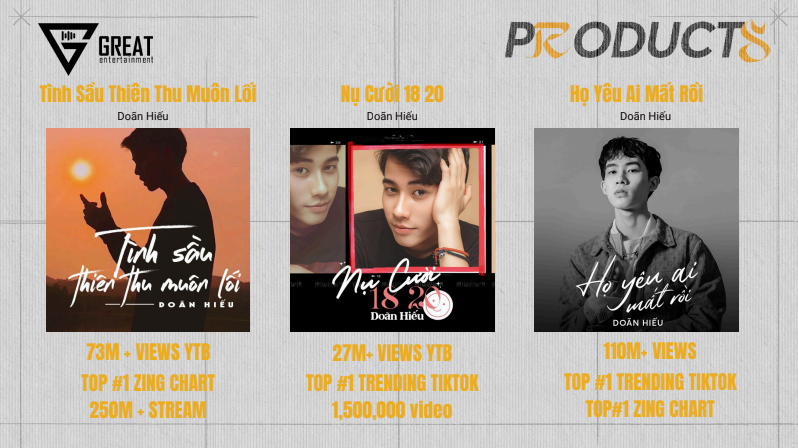 GREAT
entertainment
PRODUCTS
Tình Sầu Thiên Thu Muôn Lối
Doãn Hiếu
Tình sầu
thiên thu muôn lối
DOÃN HIẾU
73M + VIEWS YTB
TOP #1 ZING CHART
250M + STREAM
Nụ Cười 18 20
Doãn Hiếu
Nụ Cười
18 20
Doãn Hiếu
27M+ VIEWS YTB
TOP #1 TRENDING TIKTOK
1,500,000 video
Họ Yêu Ai Mất Rồi
Doãn Hiếu
Họ yêu ai
mất rồi
DOÃN HIẾU
110M+ VIEWS
TOP #1 TRENDING TIKTOK
TOP#1 ZING CHART